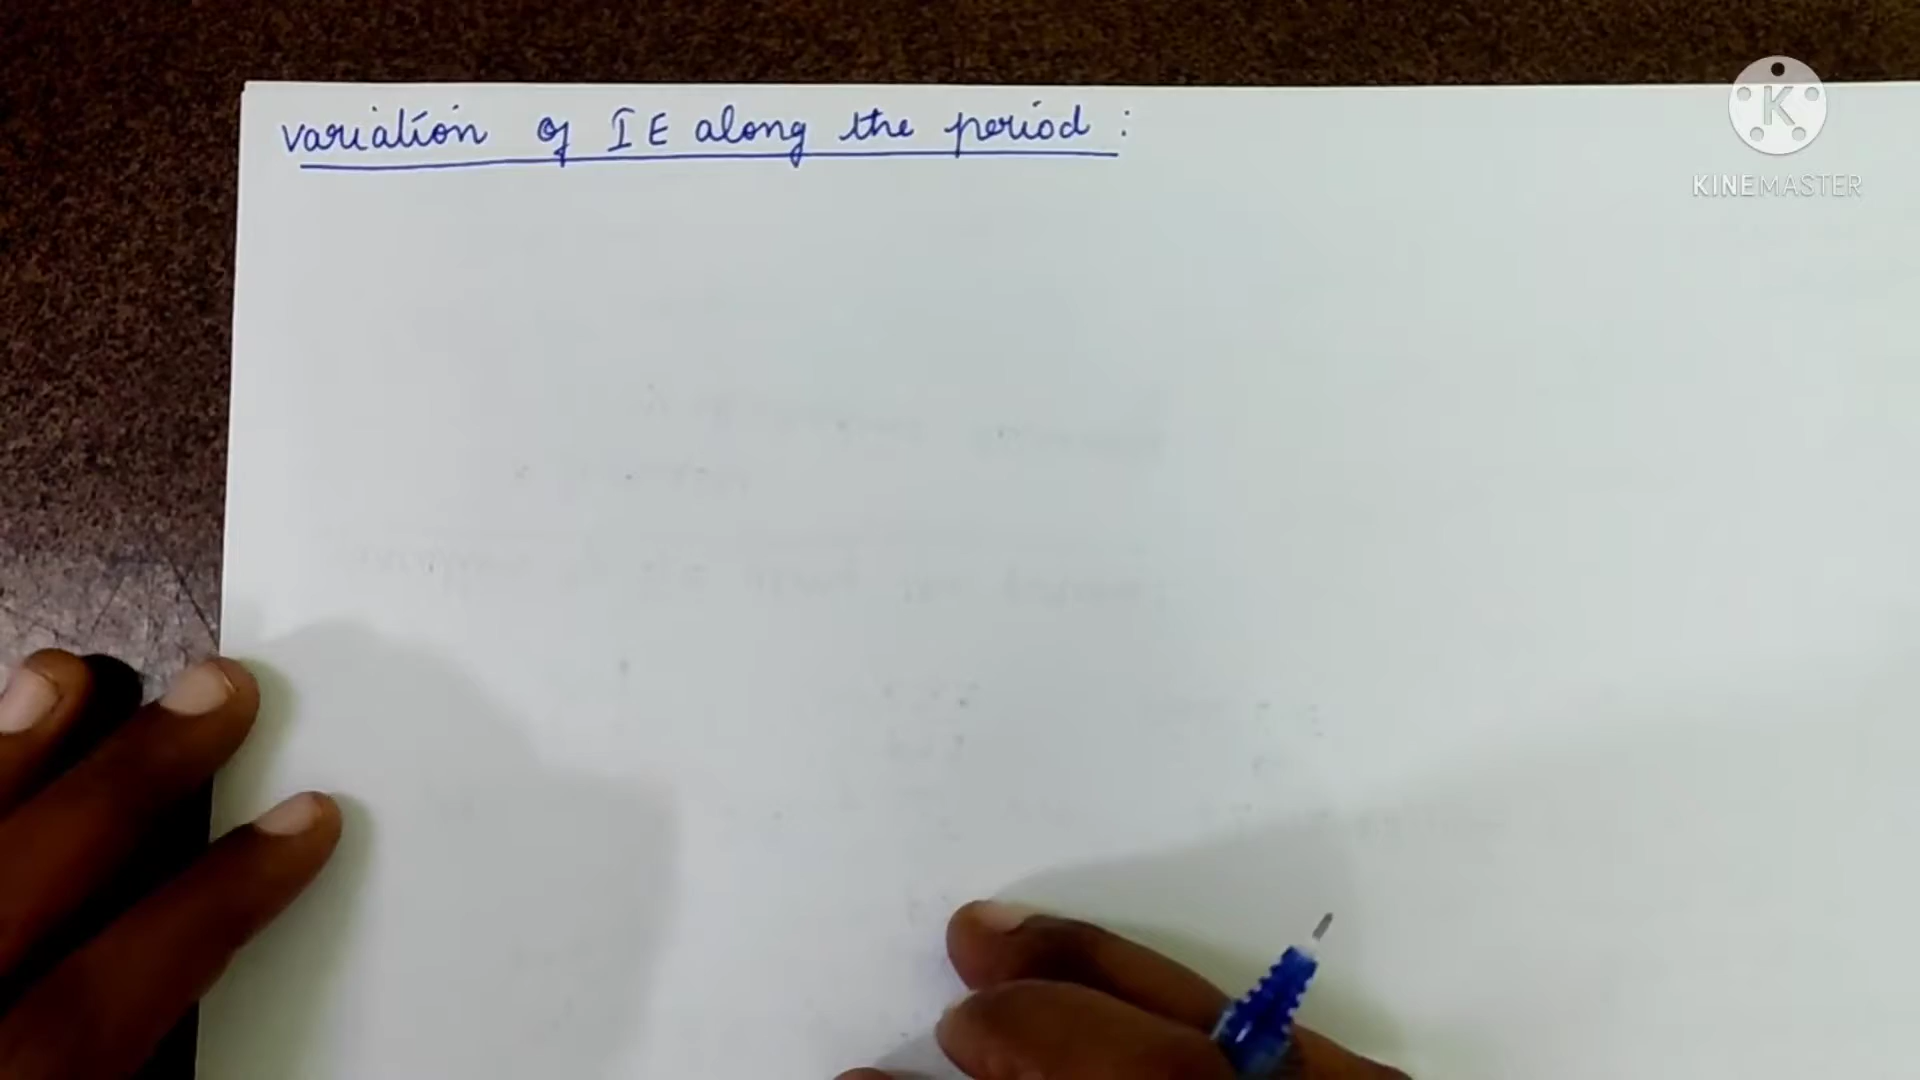 variation of IE along the period :
K
KINEMASTER